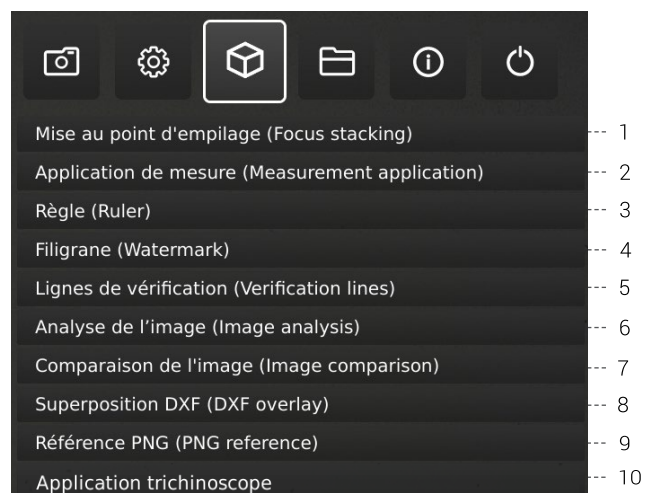 Mise au point d'empilage (Focus stacking) --- 1
Application de mesure (Measurement application) --- 2
Règle (Ruler) --- 3
Filigrane (Watermark) --- 4
Lignes de vérification (Verification lines) --- 5
Analyse de l’image (Image analysis) --- 6
Comparaison de l'image (Image comparison) --- 7
Superposition DXF (DXF overlay) --- 8
Référence PNG (PNG reference) --- 9
Application trichinoscope --- 10